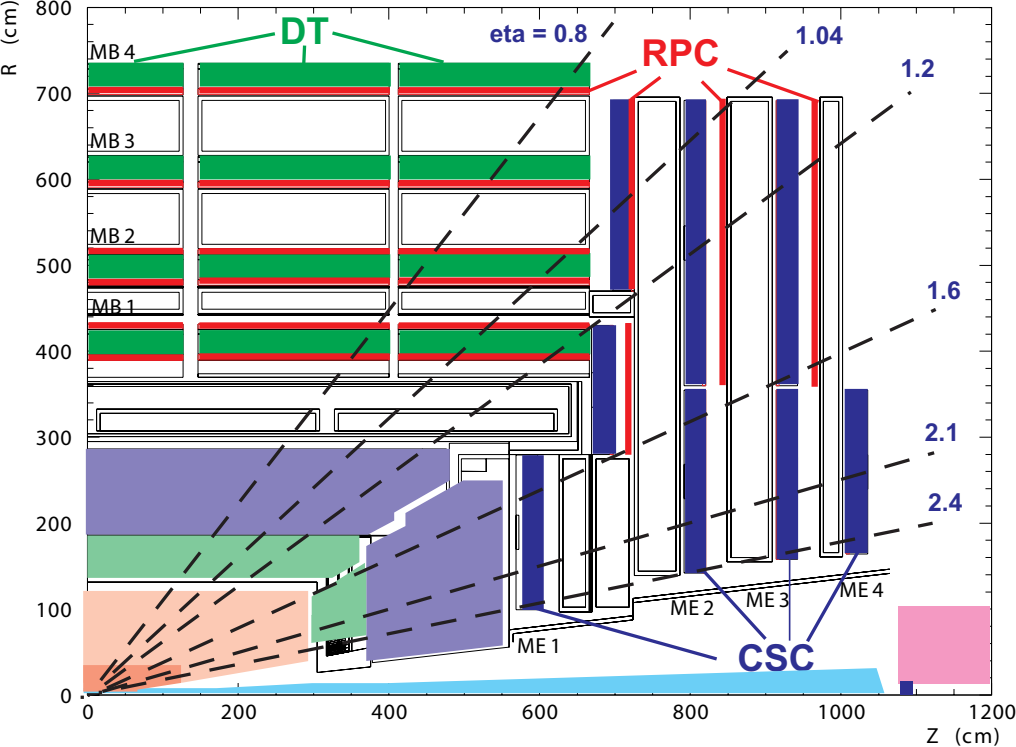 800
R (cm)
MB 4
DT
eta = 0.8
RPC
1.04
1.2
700
MB 3
600
MB 2
500
MB 1
1.6
400
300
2.1
200
2.4
100
ME 1
ME 2
ME 3
ME 4
CSC
0
0
200
400
600
800
1000
1200
Z (cm)